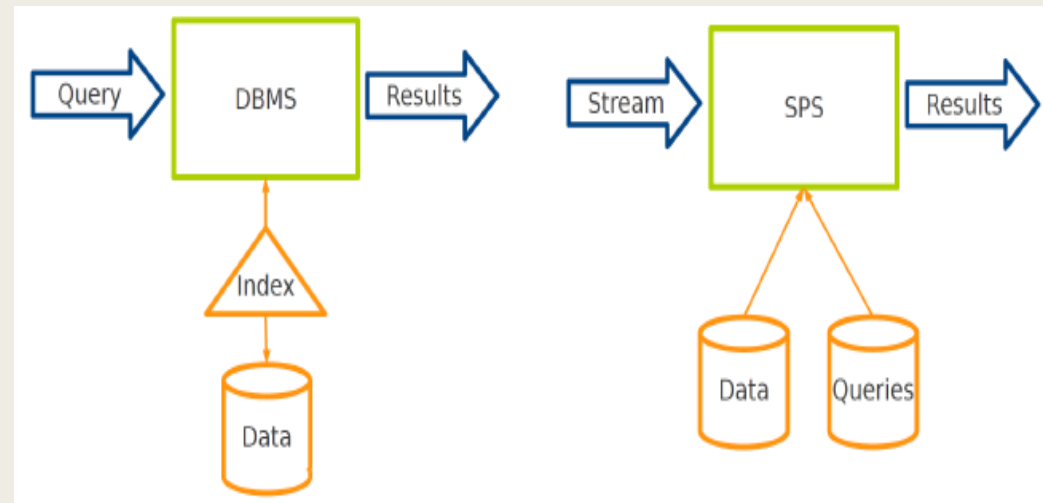 Query
DBMS
Results
Index
Data
Stream
SPS
Results
Data
Queries